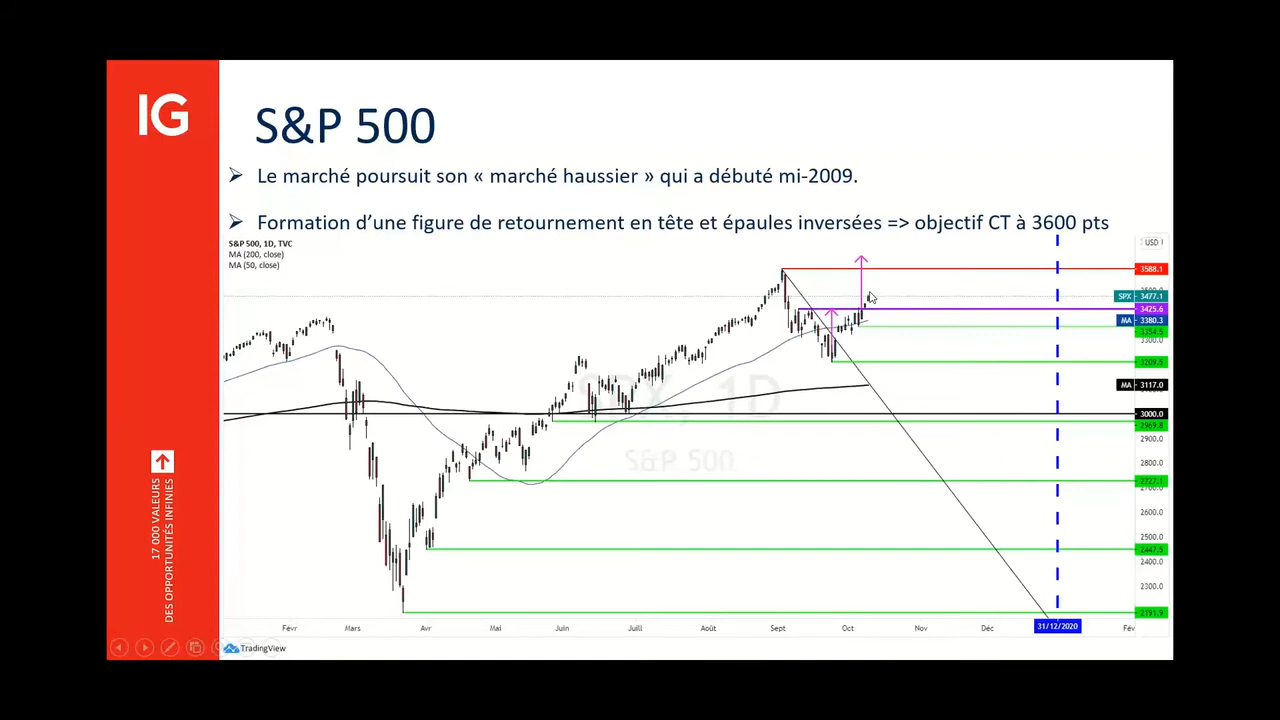 IG
S&P 500
➢ Le marché poursuit son « marché haussier » qui a débuté mi-2009.
➢ Formation d’une figure de retournement en tête et épaules inversées => objectif CT à 3600 pts
S&P 500, 1D, TVC
MA (200, close)
MA (50, close)
USD
3588.1
SPX 3477.1
3425.6
MA 3380.3
3354.5
3300.0
3209.5
MA 3117.0
3000.0
2969.8
2900.0
2800.0
2727.1
2600.0
2500.0
2447.5
2400.0
2300.0
2191.9
SPX, 1D
S&P 500
Févr Mars Avr Mai Juin Juill Août Sept Oct Nov Déc 31/12/2020 Fév
TradingView
17 000 VALEURS
DES OPPORTUNITÉS INFINIES